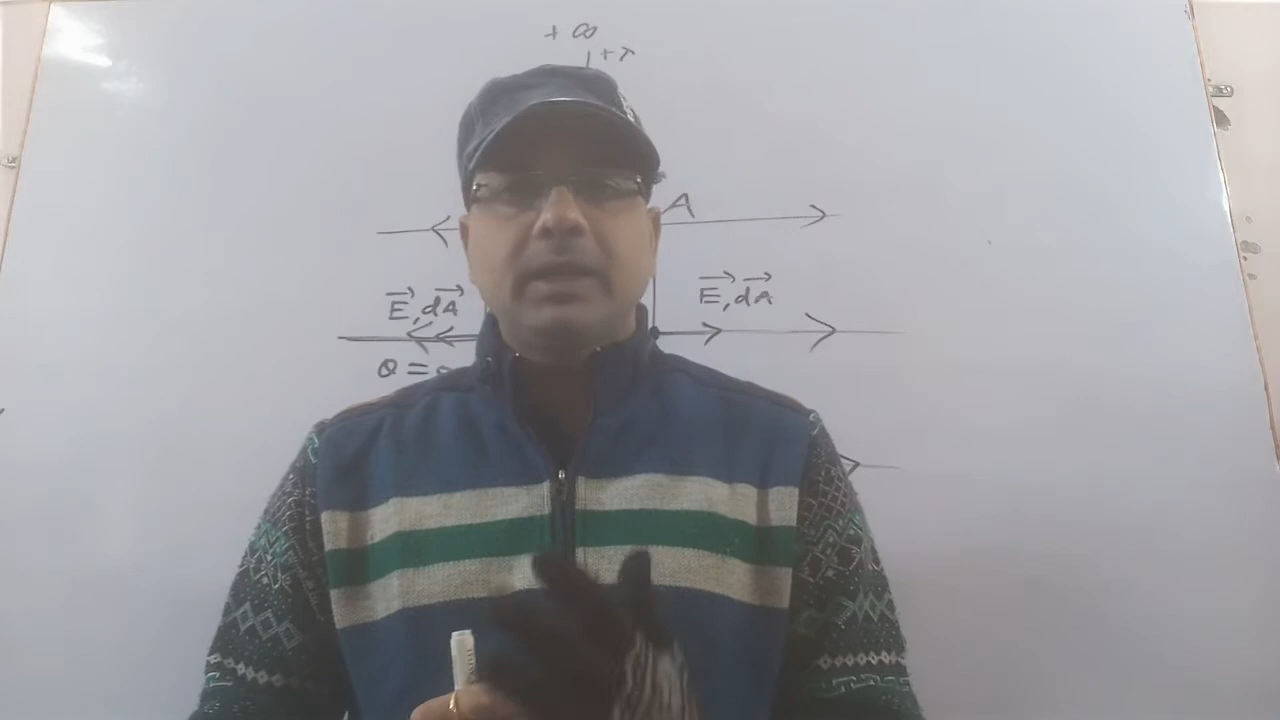 + ∞
+λ
A
E⃗, dA⃗
E⃗, dA⃗
θ =